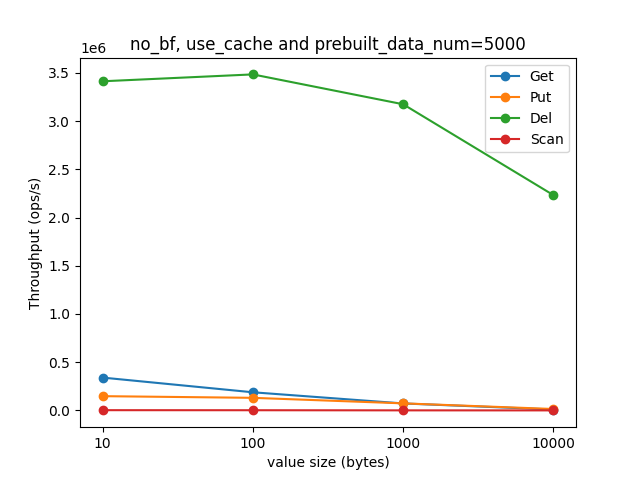 no_bf, use_cache and prebuilt_data_num=5000
1e6
3.5
3.0
2.5
2.0
1.5
1.0
0.5
0.0
Throughput (ops/s)
Get
Put
Del
Scan
10
100
1000
10000
value size (bytes)